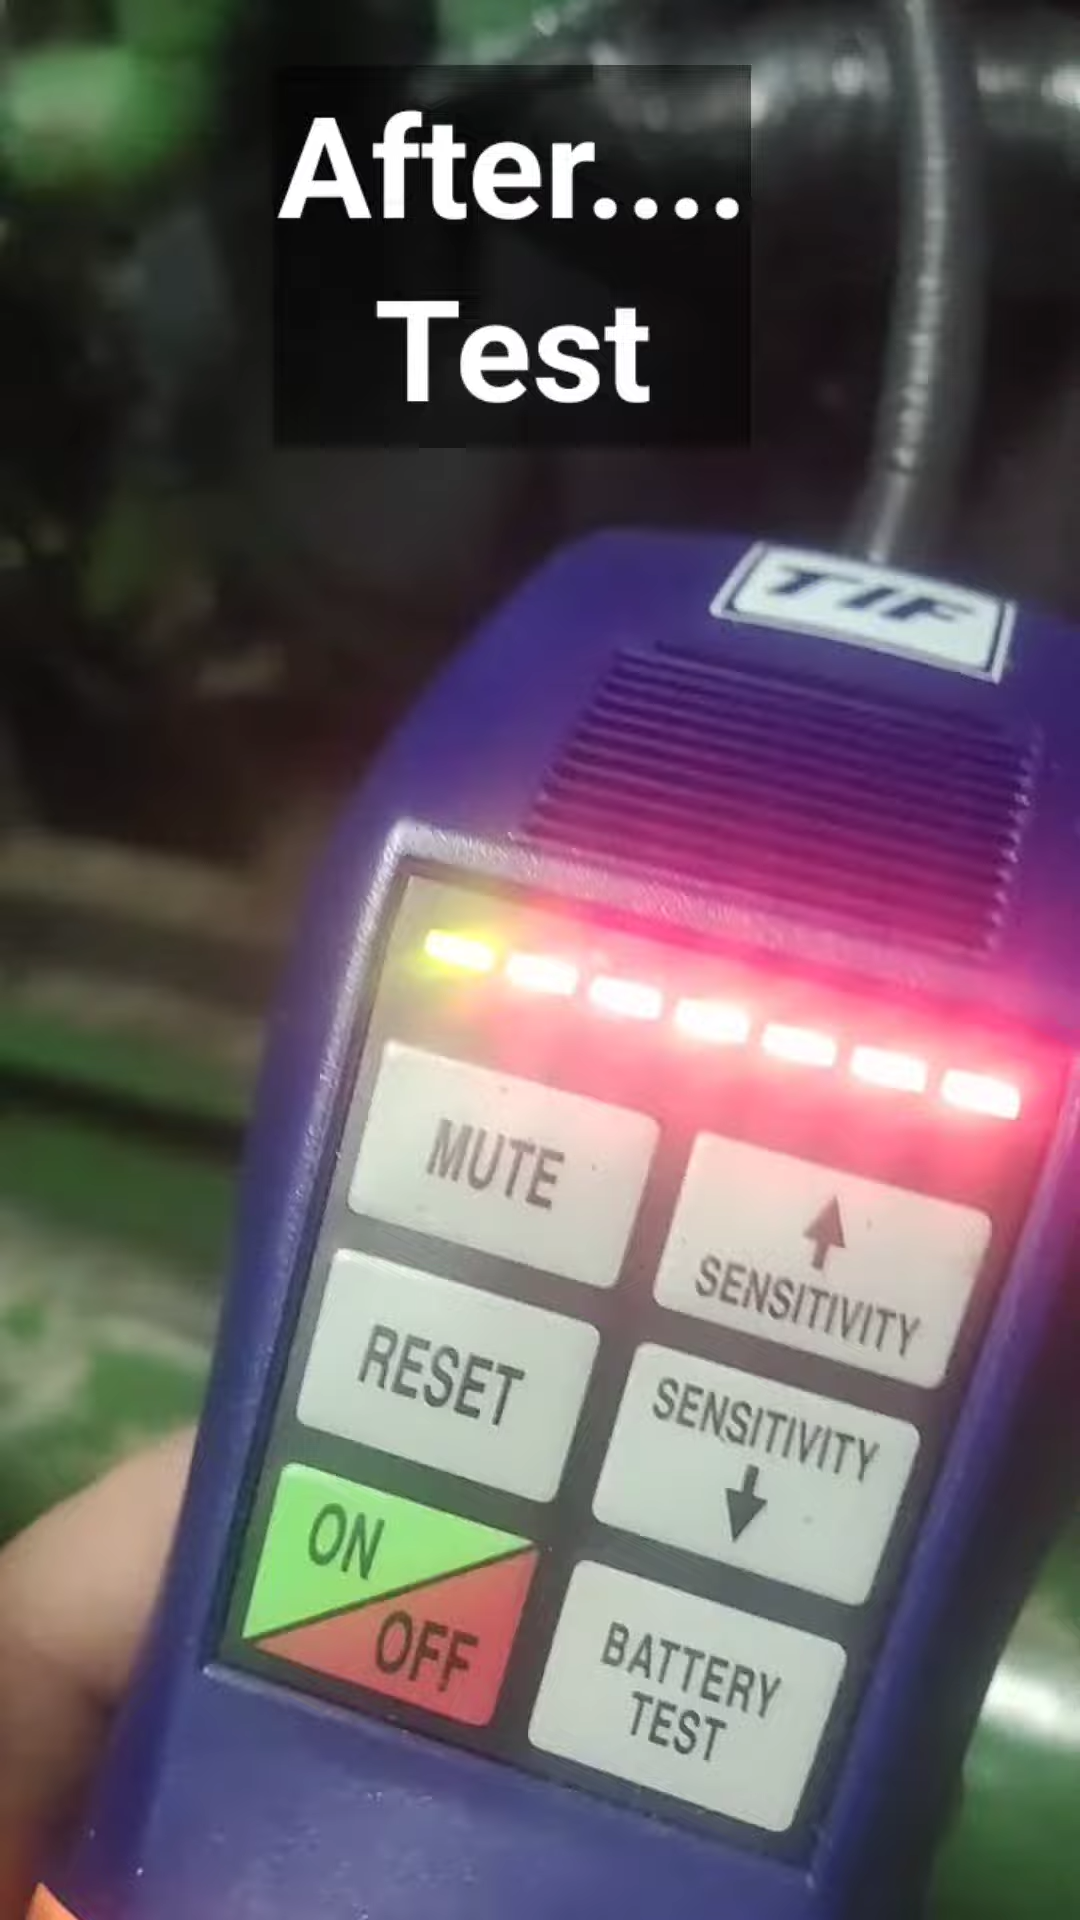 After....
Test
TIF
MUTE
SENSITIVITY
RESET
SENSITIVITY
ON
OFF
BATTERY
TEST